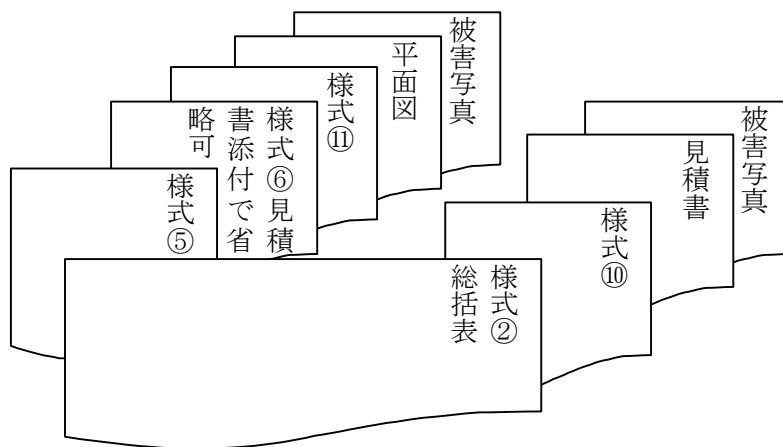 被害写真
平面図
様式⑪
様式⑥見積
書添付で省
略可
様式⑤
被害写真
見積書
様式⑩
様式②
総括表